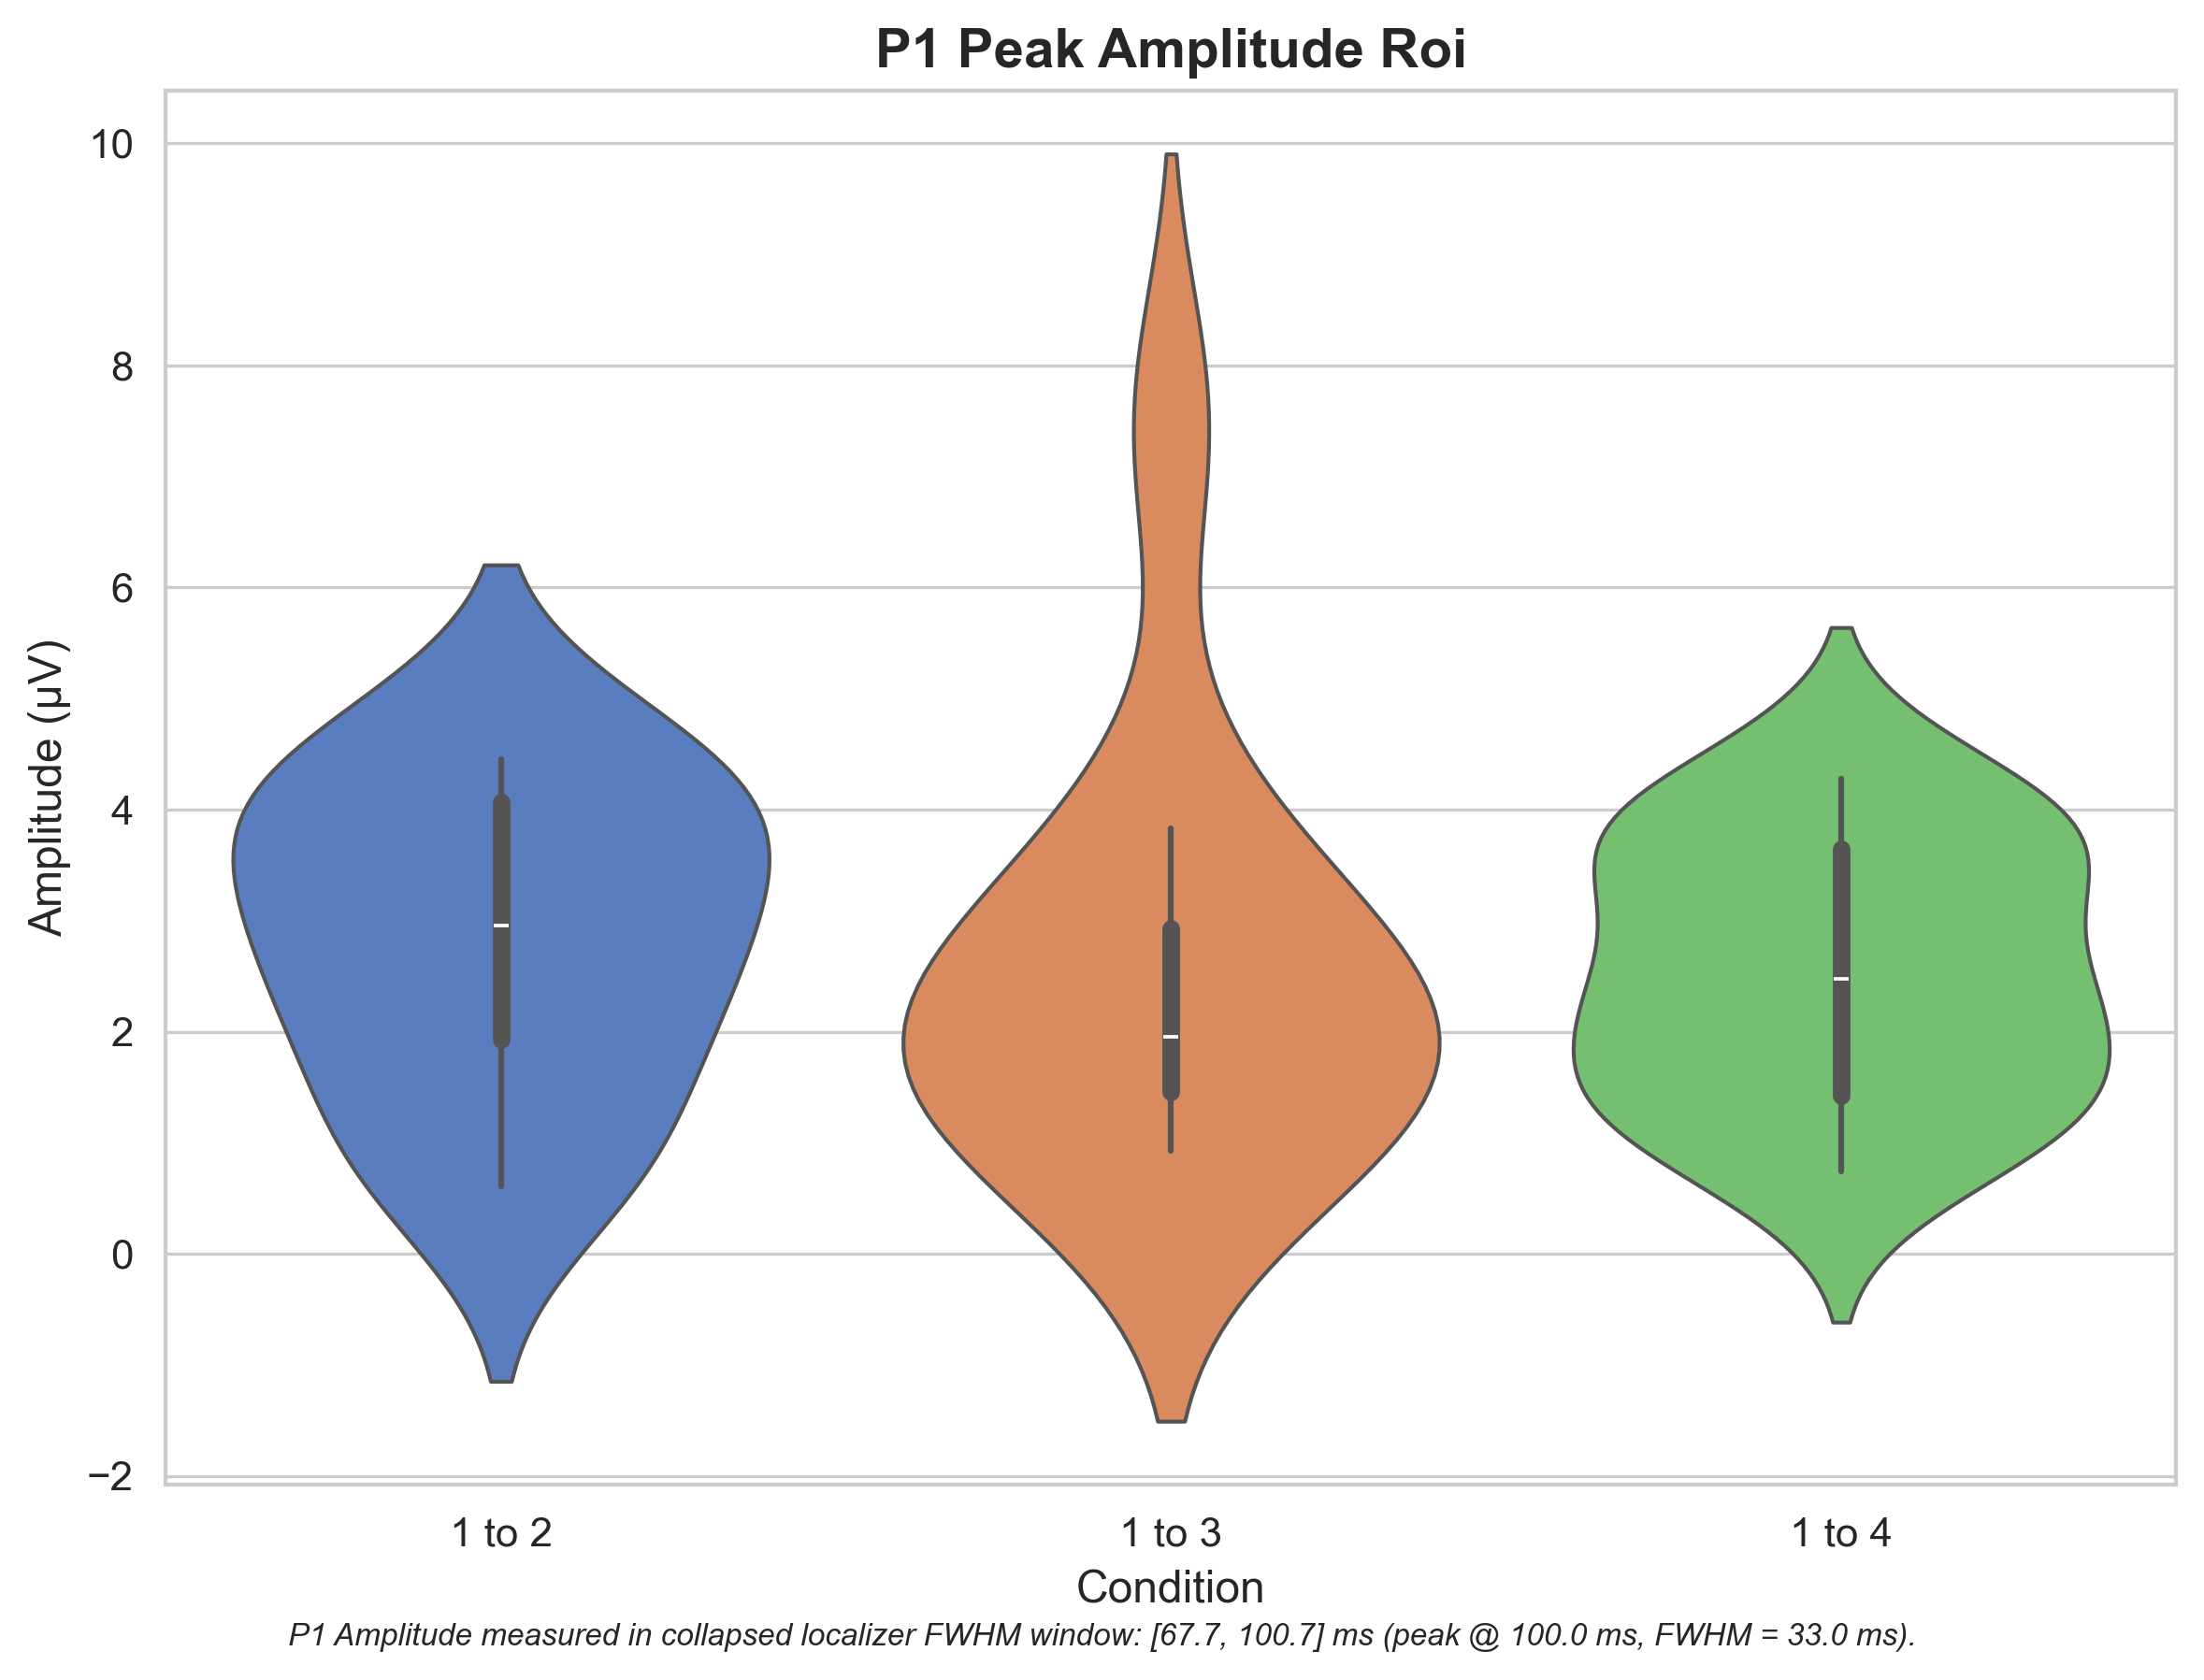 P1 Peak Amplitude Roi
10
8
6
4
2
0
−2
Amplitude (µV)
1 to 2
1 to 3
1 to 4
Condition
P1 Amplitude measured in collapsed localizer FWHM window: [67.7, 100.7] ms (peak @ 100.0 ms, FWHM = 33.0 ms).